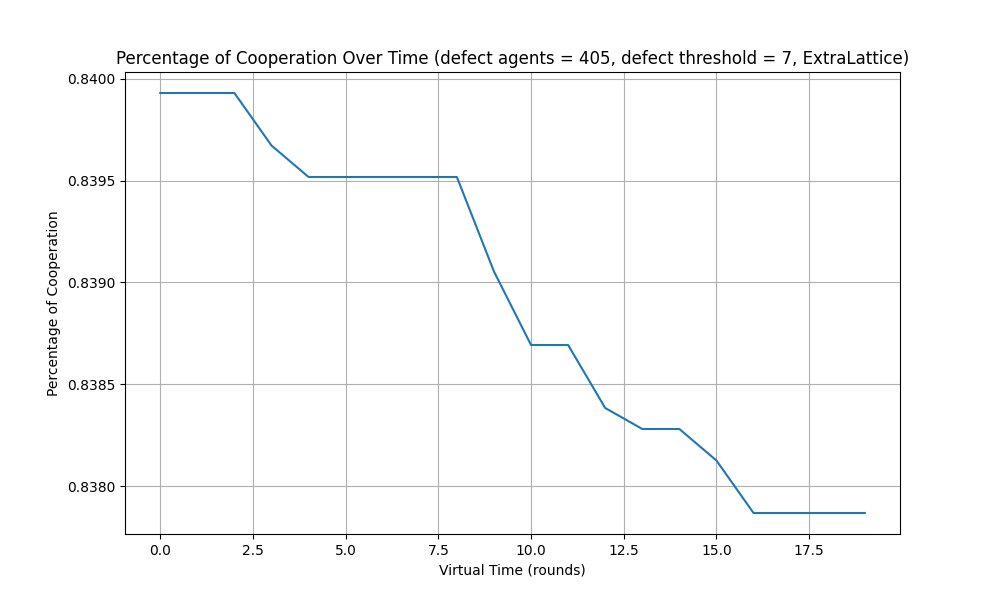 Percentage of Cooperation Over Time (defect agents = 405, defect threshold = 7, ExtraLattice)
0.8400
0.8395
0.8390
0.8385
0.8380
Percentage of Cooperation
0.0 2.5 5.0 7.5 10.0 12.5 15.0 17.5
Virtual Time (rounds)